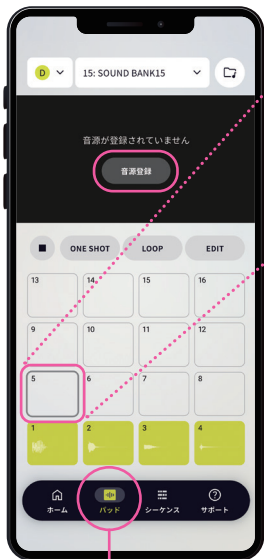 D
15: SOUND BANK15
音源が登録されていません
音源登録
ONE SHOT LOOP EDIT
13 14 15 16
9 10 11 12
5 6 7 8
1 2 3 4
ホーム パッド シーケンス サポート